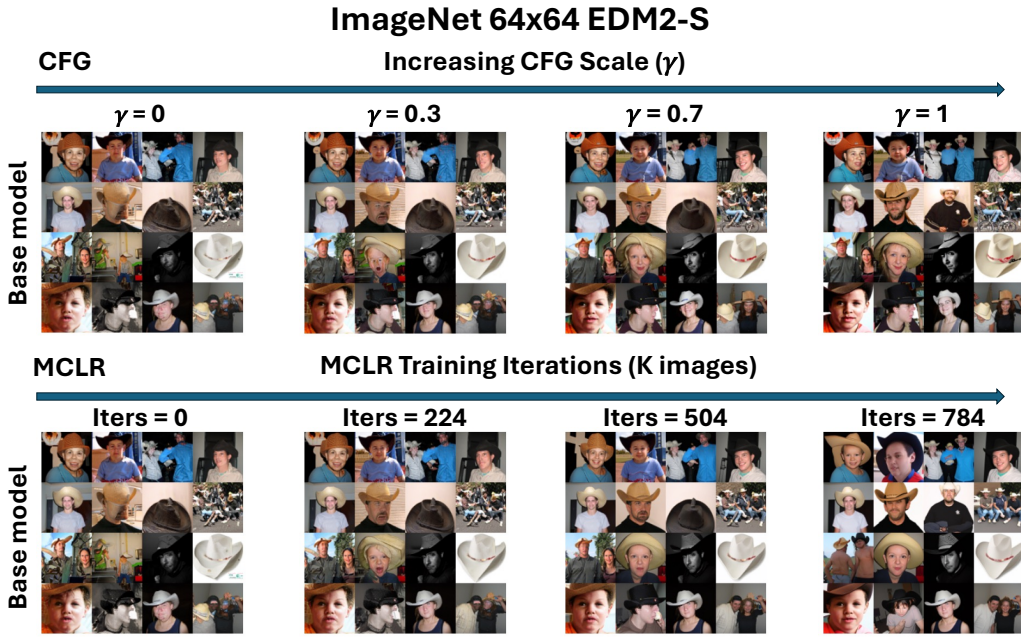 ImageNet 64x64 EDM2-S
CFG
Increasing CFG Scale (γ)
γ = 0
γ = 0.3
γ = 0.7
γ = 1
Base model
MCLR
MCLR Training Iterations (K images)
Iters = 0
Iters = 224
Iters = 504
Iters = 784
Base model